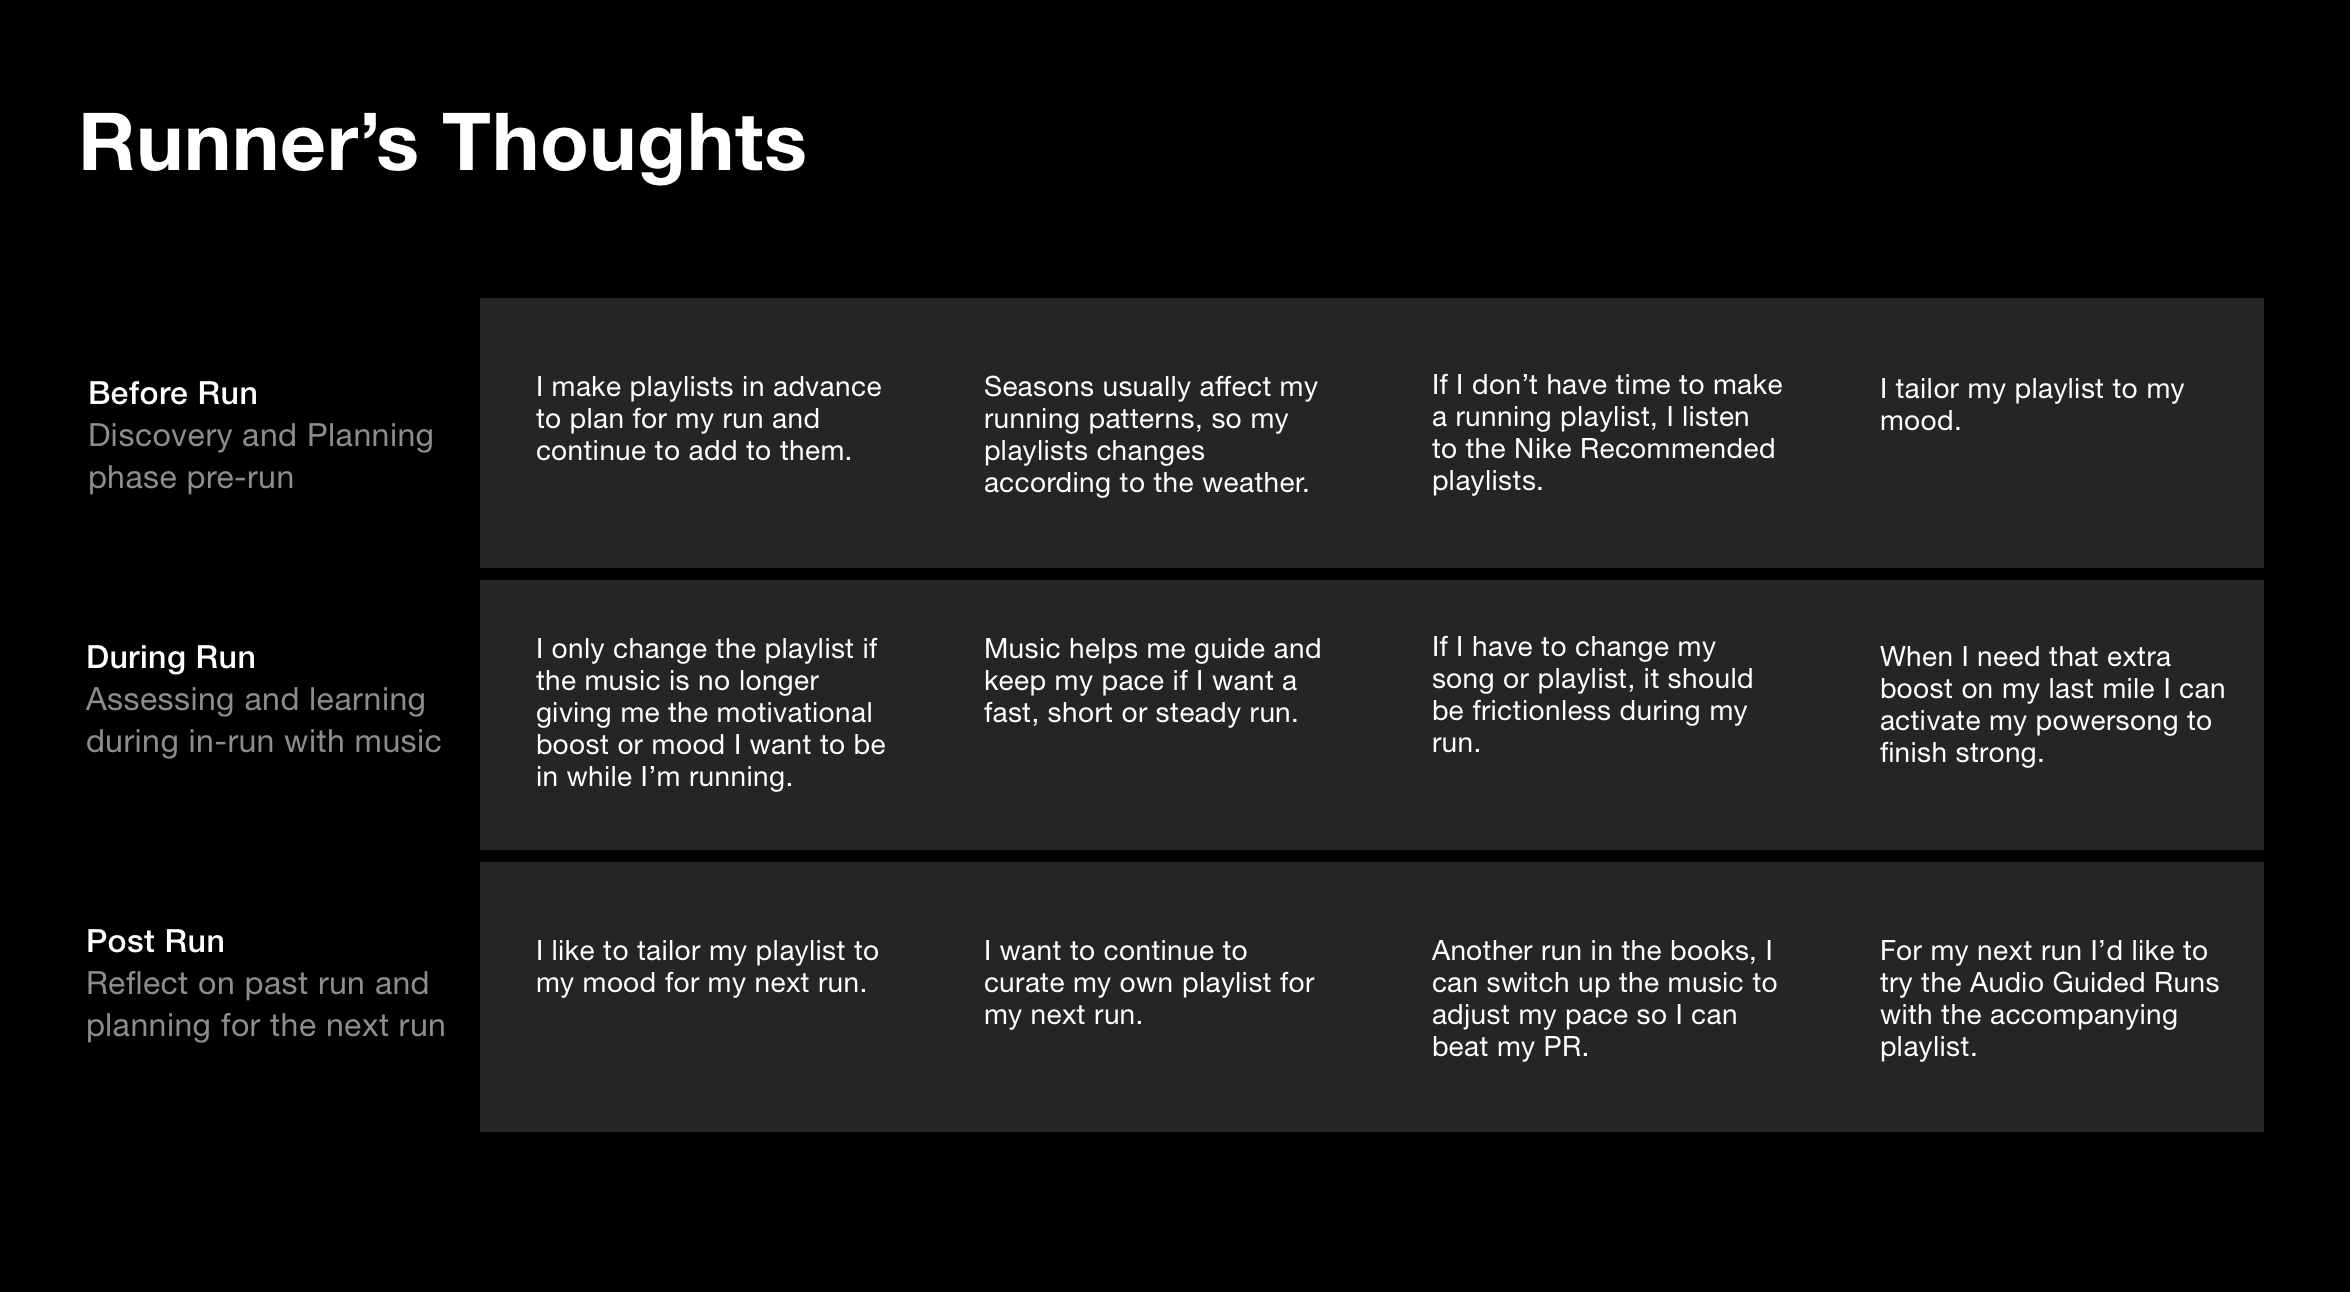 Runner’s Thoughts
Before Run
Discovery and Planning
phase pre-run
I make playlists in advance
to plan for my run and
continue to add to them.
Seasons usually affect my
running patterns, so my
playlists changes
according to the weather.
If I don’t have time to make
a running playlist, I listen
to the Nike Recommended
playlists.
I tailor my playlist to my
mood.
During Run
Assessing and learning
during in-run with music
I only change the playlist if
the music is no longer
giving me the motivational
boost or mood I want to be
in while I’m running.
Music helps me guide and
keep my pace if I want a
fast, short or steady run.
If I have to change my
song or playlist, it should
be frictionless during my
run.
When I need that extra
boost on my last mile I can
activate my powersong to
finish strong.
Post Run
Reflect on past run and
planning for the next run
I like to tailor my playlist to
my mood for my next run.
I want to continue to
curate my own playlist for
my next run.
Another run in the books, I
can switch up the music to
adjust my pace so I can
beat my PR.
For my next run I’d like to
try the Audio Guided Runs
with the accompanying
playlist.